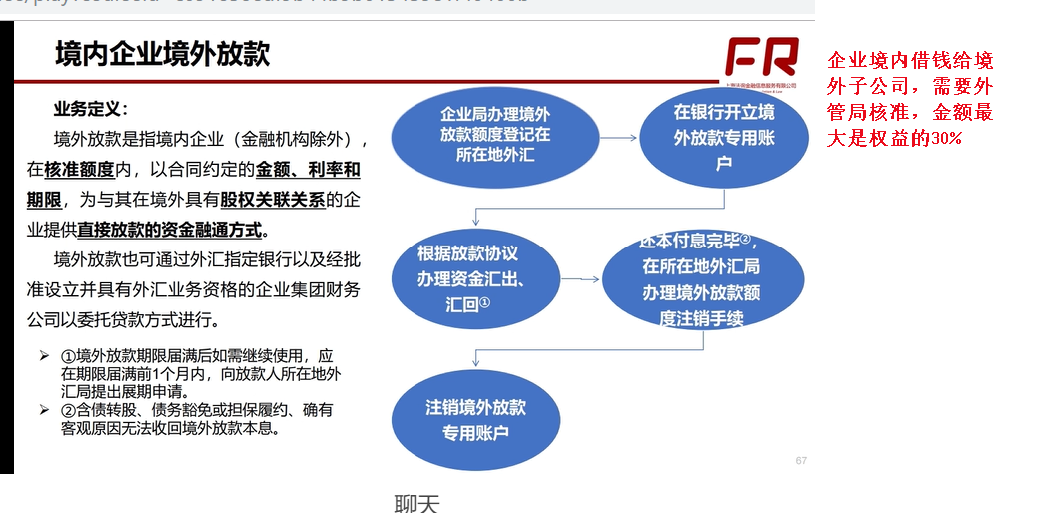 境内企业境外放款
FR
业务定义：
境外放款是指境内企业（金融机构除外），
在核准额度内，以合同约定的金额、利率和
期限，为与其在境外具有股权关联关系的企
业提供直接放款的资金融通方式。
境外放款也可通过外汇指定银行以及经批
准设立并具有外汇业务资格的企业集团财务
公司以委托贷款方式进行。
➢ ①境外放款期限届满后如需继续使用，应
在期限届满前1个月内，向放款人所在地外
汇局提出展期申请。
➢ ②含债转股、债务豁免或担保履约、确有
客观原因无法收回境外放款本息。
企业局办理境外
放款额度登记在
所在地外汇
在银行开立境
外放款专用账
户
根据放款协议
办理资金汇出、
汇回①
还本付息完毕②，
在所在地外汇局
办理境外放款额
度注销手续
注销境外放款
专用账户
67
企业境内借钱给境
外子公司，需要外
管局核准，金额最
大是权益的30%
聊天